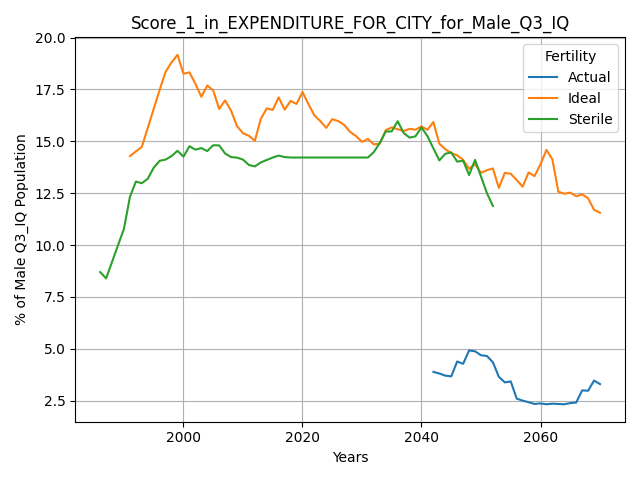 Score_1_in_EXPENDITURE_FOR_CITY_for_Male_Q3_IQ
% of Male Q3_IQ Population
20.0
17.5
15.0
12.5
10.0
7.5
5.0
2.5
Fertility
Actual
Ideal
Sterile
2000 2020 2040 2060
Years